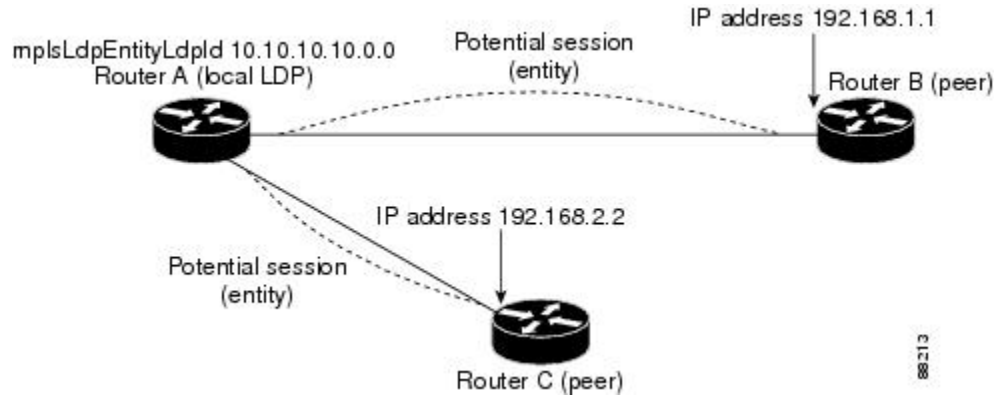 IP address 192.168.1.1
mplsLdpEntityLdpId 10.10.10.10.0.0
Router A (local LDP)
Potential session
(entity)
Router B (peer)
IP address 192.168.2.2
Potential session
(entity)
Router C (peer)
88213